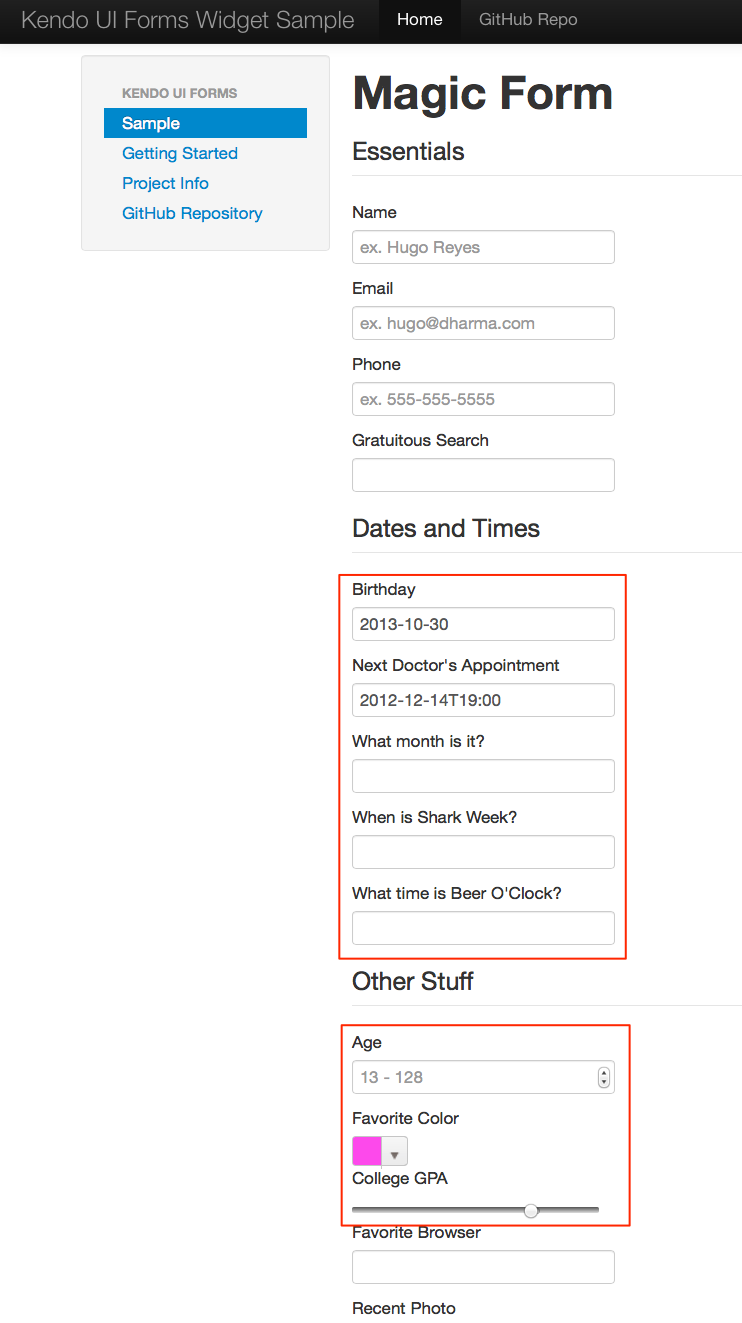 Kendo UI Forms Widget Sample Home GitHub Repo
KENDO UI FORMS
Sample
Getting Started
Project Info
GitHub Repository
Magic Form
Essentials
Name
ex. Hugo Reyes
Email
ex. hugo@dharma.com
Phone
ex. 555-555-5555
Gratuitous Search
Dates and Times
Birthday
2013-10-30
Next Doctor's Appointment
2012-12-14T19:00
What month is it?
When is Shark Week?
What time is Beer O'Clock?
Other Stuff
Age
13 - 128
Favorite Color
College GPA
Favorite Browser
Recent Photo